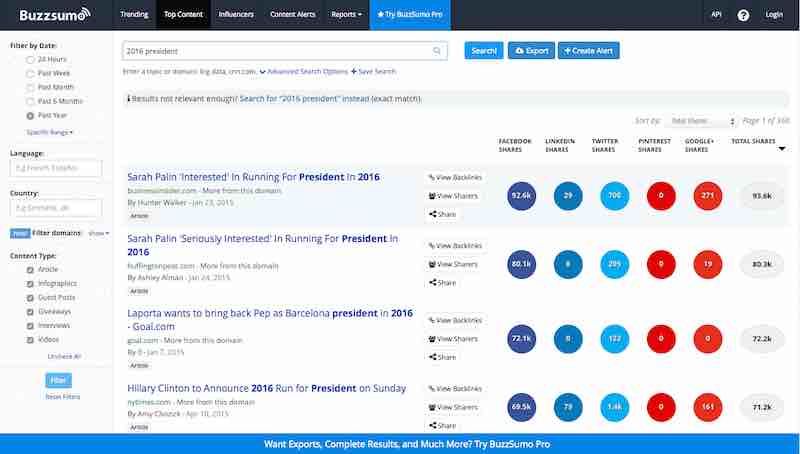 Buzzsumo
Trending
Top Content
Influencers
Content Alerts
Reports
Try BuzzSumo Pro
API
?
Login
Filter by Date:
24 Hours
Past Week
Past Month
Past 6 Months
Past Year
Specific Range
Language:
E.g French, Español
Country:
E.g Germany, .de
new
Filter domains: show
Content Type:
Article
Infographics
Guest Posts
Giveaways
Interviews
Videos
Uncheck All
Filter
Reset Filters
2016 president
Search!
Export
+ Create Alert
Enter a topic or domain: big data, cnn.com, Advanced Search Options + Save Search
Results not relevant enough? Search for "2016 president" instead (exact match).
Sort by: Total Shares Page 1 of
FACEBOOK SHARES
LINKEDIN SHARES
TWITTER SHARES
PINTEREST SHARES
GOOGLE+ SHARES
TOTAL SHARES
Sarah Palin 'Interested' In Running For President In 2016
businessinsider.com - More from this domain
By Hunter Walker - Jan 23, 2015
Article
View Backlinks
View Sharers
Share
92.6k 29 700 0 271 93.6k
Sarah Palin 'Seriously Interested' In Running For President In
2016
huffingtonpost.com - More from this domain
By Ashley Alman - Jan 24, 2015
Article
View Backlinks
View Sharers
Share
80.1k 205 0 19 80.3k
Laporta wants to bring back Pep as Barcelona president in 2016
- Goal.com
goal.com - More from this domain
By 0 - Jan 7, 2015
Article
View Backlinks
View Sharers
Share
72.1k 0 122 0 0 72.2k
Hillary Clinton to Announce 2016 Run for President on Sunday
nytimes.com - More from this domain
By Amy Chozick - Apr 10, 2015
Article
View Backlinks
View Sharers
Share
69.5k 79 1.4k 0 161 71.2k
Want Exports, Complete Results, and Much More? Try BuzzSumo Pro